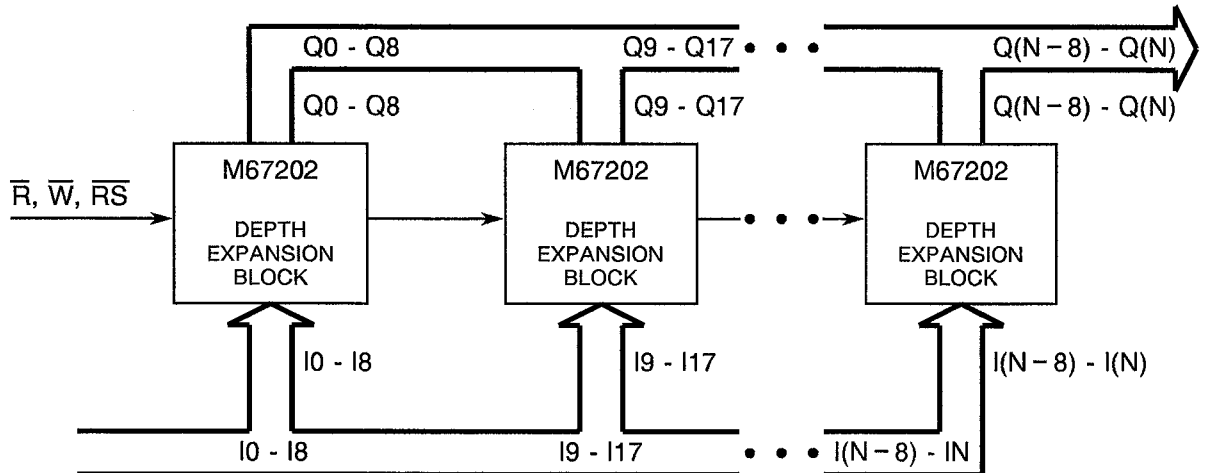 Q0 - Q8 Q9 - Q17 • • • Q(N−8) - Q(N)
Q0 - Q8 Q9 - Q17 Q(N−8) - Q(N)
R̅, W̅, R̅S̅
M67202
DEPTH
EXPANSION
BLOCK
M67202
DEPTH
EXPANSION
BLOCK
• • •
M67202
DEPTH
EXPANSION
BLOCK
I0 - I8 I9 - I17 I(N−8) - I(N)
I0 - I8 I9 - I17 • • • I(N−8) - IN